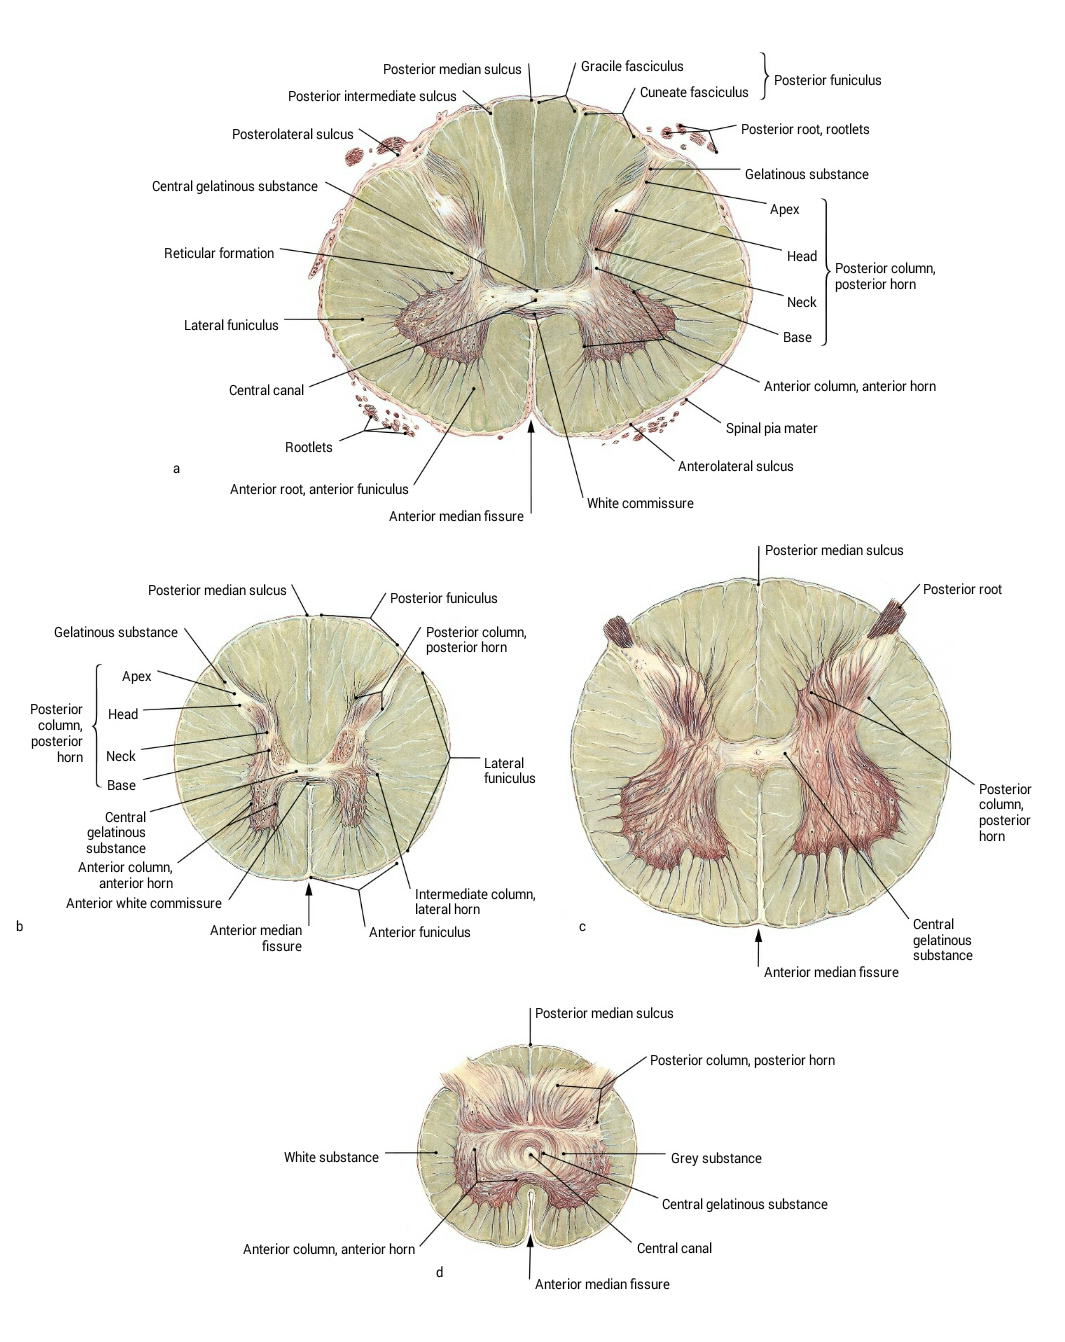 Posterior median sulcus
Gracile fasciculus
Posterior funiculus
Cuneate fasciculus
Posterior intermediate sulcus
Posterolateral sulcus
Posterior root, rootlets
Gelatinous substance
Central gelatinous substance
Apex
Reticular formation
Head
Posterior column,
posterior horn
Neck
Lateral funiculus
Base
Central canal
Anterior column, anterior horn
Spinal pia mater
Rootlets
Anterolateral sulcus
a
Anterior root, anterior funiculus
White commissure
Anterior median fissure
Posterior median sulcus
Posterior funiculus
Gelatinous substance
Posterior column,
posterior horn
Apex
Head
Posterior
column,
posterior
horn
Neck
Base
Lateral
funiculus
Central
gelatinous
substance
Anterior column,
anterior horn
Anterior white commissure
Intermediate column,
lateral horn
b
Anterior median
fissure
Anterior funiculus
Posterior median sulcus
Posterior root
Posterior
column,
posterior
horn
c
Central
gelatinous
substance
Anterior median fissure
Posterior median sulcus
Posterior column, posterior horn
White substance
Grey substance
Central gelatinous substance
Anterior column, anterior horn
Central canal
d
Anterior median fissure